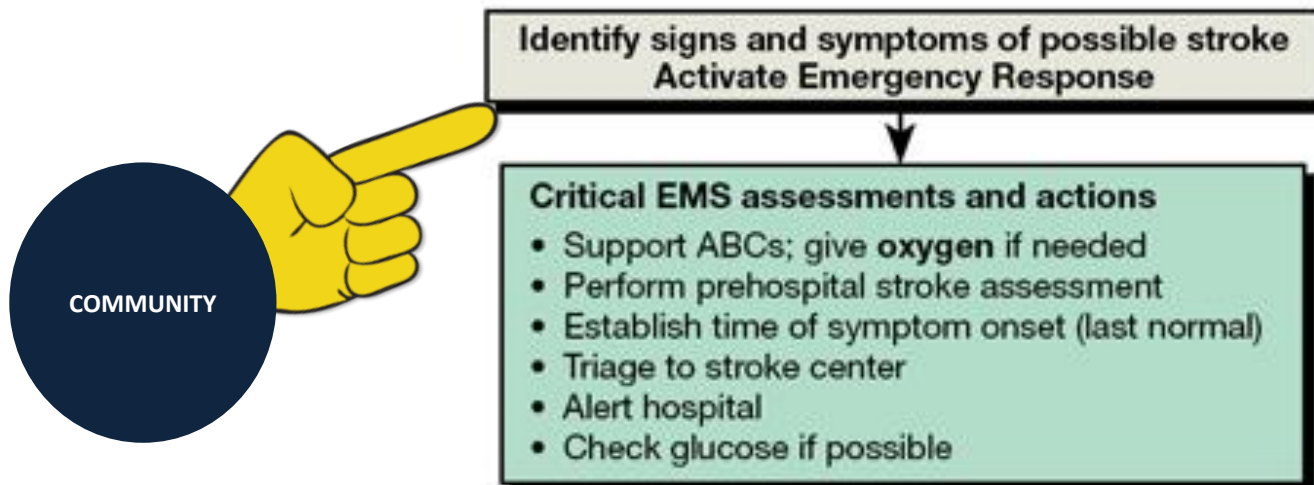 Identify signs and symptoms of possible stroke
Activate Emergency Response
COMMUNITY
Critical EMS assessments and actions
• Support ABCs; give oxygen if needed
• Perform prehospital stroke assessment
• Establish time of symptom onset (last normal)
• Triage to stroke center
• Alert hospital
• Check glucose if possible